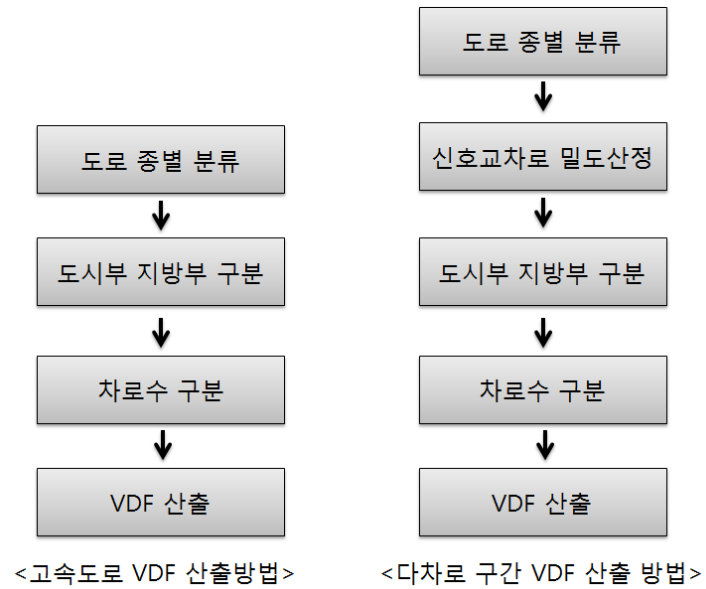 도로 종별 분류
도시부 지방부 구분
차로수 구분
VDF 산출
<고속도로 VDF 산출방법>
도로 종별 분류
신호교차로 밀도산정
도시부 지방부 구분
차로수 구분
VDF 산출
<다차로 구간 VDF 산출 방법>